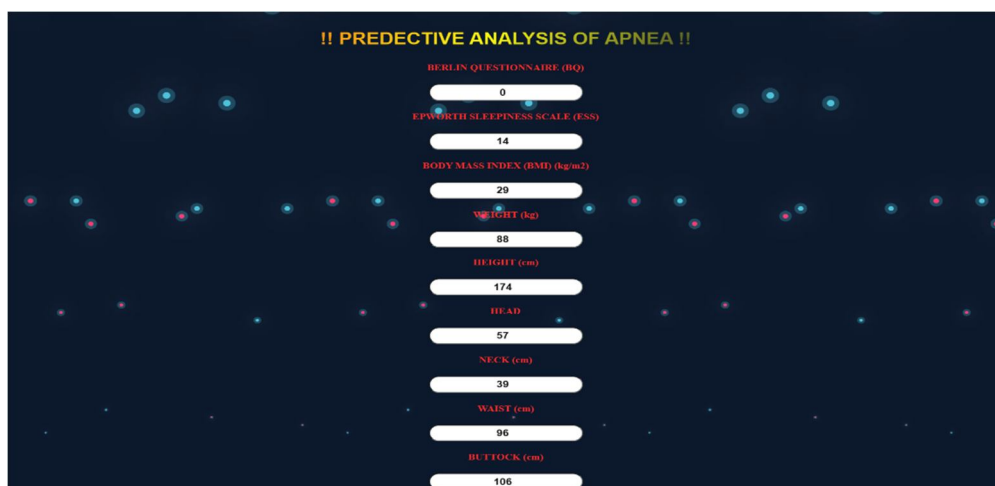 !! PREDECTIVE ANALYSIS OF APNEA !!
BERLIN QUESTIONNAIRE (BQ)
0
EPWORTH SLEEPINESS SCALE (ESS)
14
BODY MASS INDEX (BMI) (kg/m2)
29
WEIGHT (kg)
88
HEIGHT (cm)
174
HEAD
57
NECK (cm)
39
WAIST (cm)
96
BUTTOCK (cm)
106